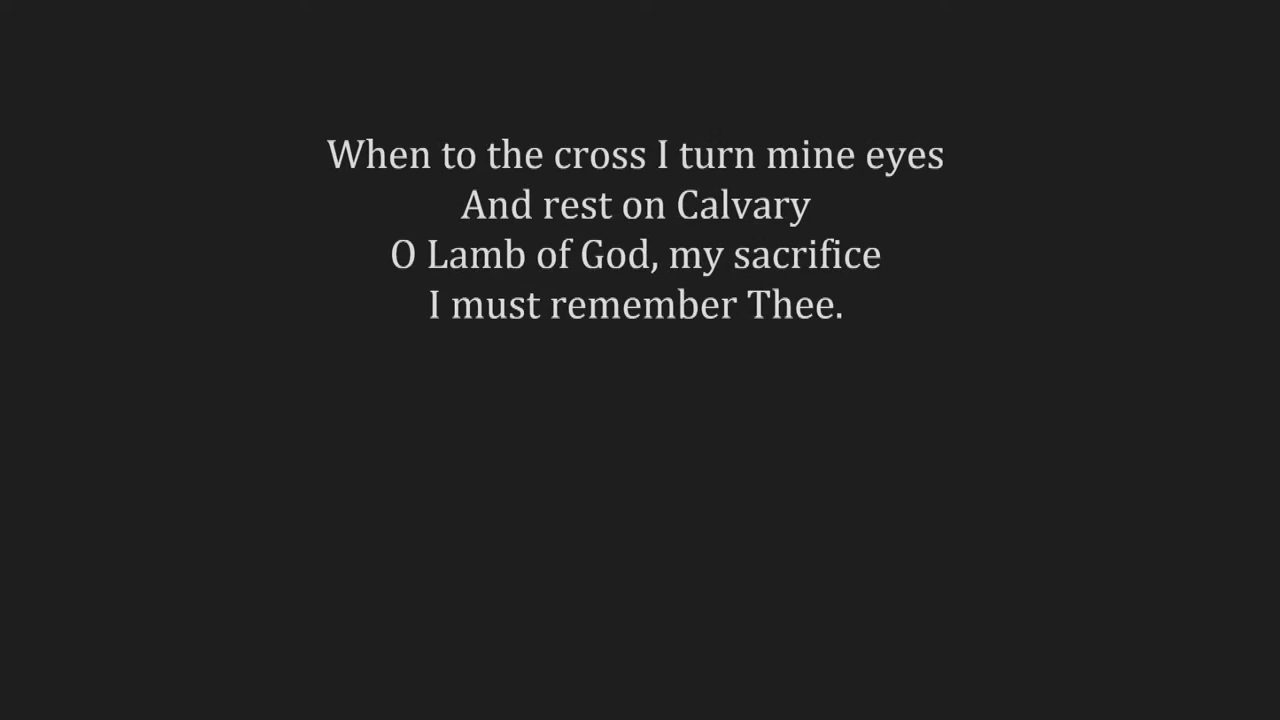 When to the cross I turn mine eyes
And rest on Calvary
O Lamb of God, my sacrifice
I must remember Thee.